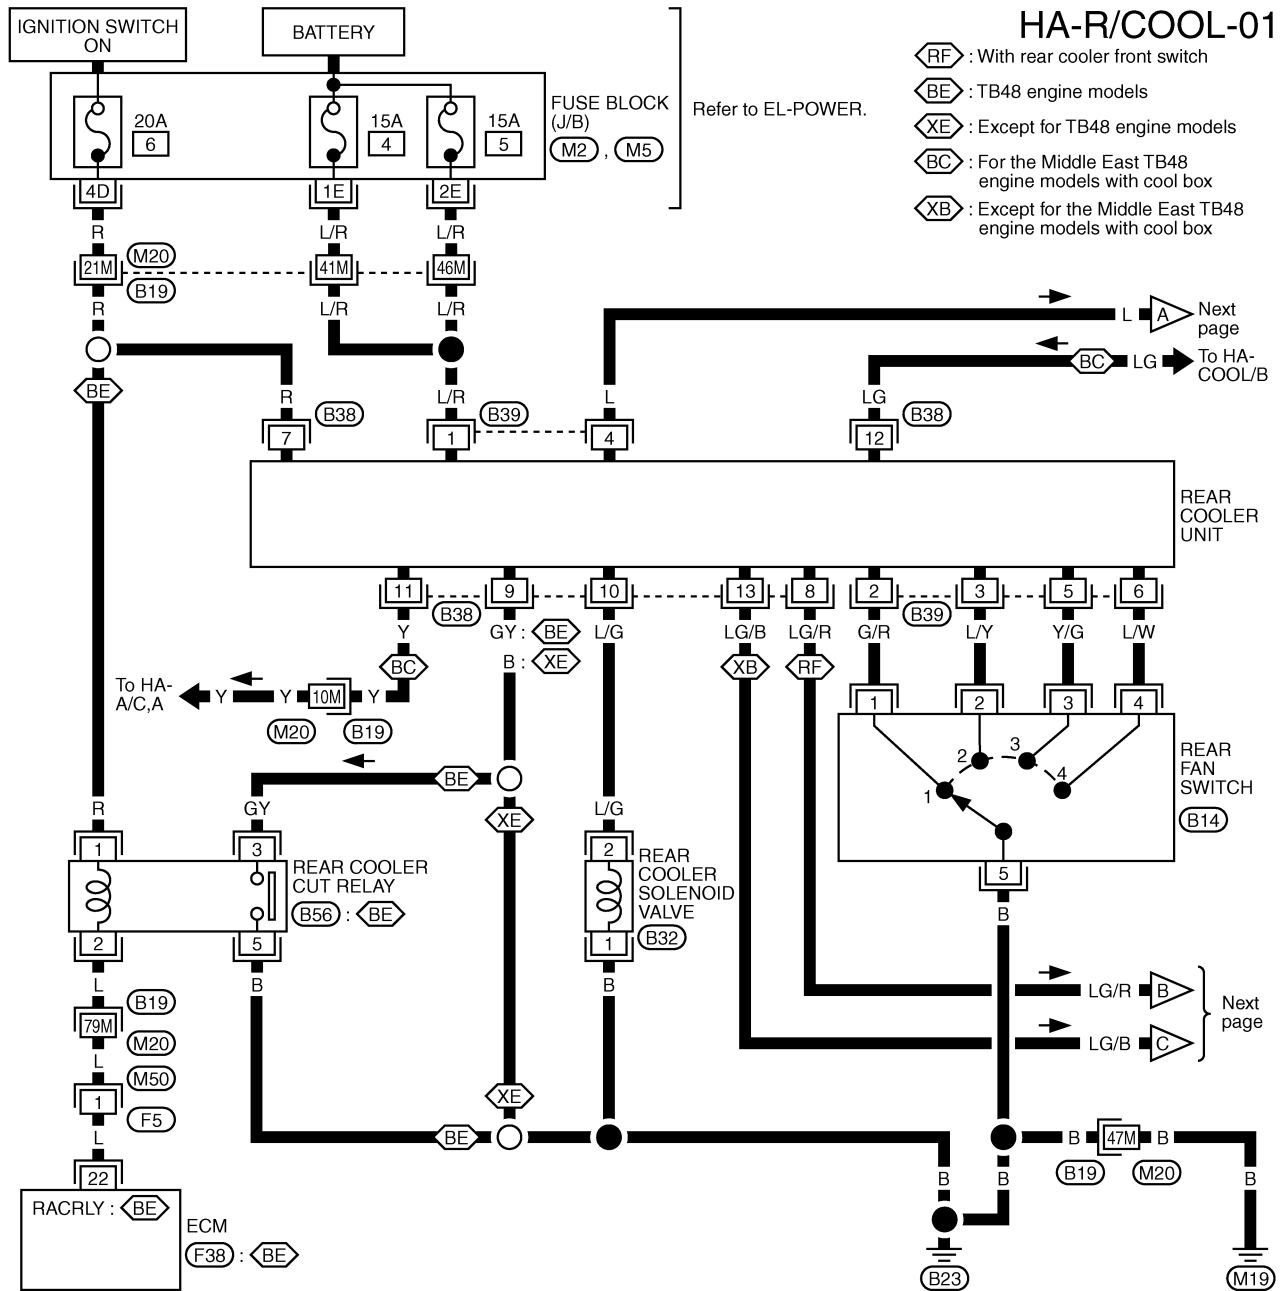 HA-R/COOL-01
IGNITION SWITCH
ON
BATTERY
RF : With rear cooler front switch
BE : TB48 engine models
XE : Except for TB48 engine models
BC : For the Middle East TB48
engine models with cool box
XB : Except for the Middle East TB48
engine models with cool box
20A
6
15A
4
15A
5
FUSE BLOCK
(J/B)
M2 , M5
Refer to EL-POWER.
4D 1E 2E
R L/R L/R
M20
21M 41M 46M
B19
R L/R L/R
L A Next
page
BC LG To HA-
COOL/B
BE
R L/R L LG
B38 B39 B38
7 1 4 12
REAR
COOLER
UNIT
11 9 10 13 8 2 3 5 6
B38 B39
Y GY : BE L/G LG/B LG/R G/R L/Y Y/G L/W
B : XE
BC XB RF
To HA-
A/C,A
Y Y 10M Y
M20 B19
1 2 3 4
1 2 3 4
REAR
FAN
SWITCH
B14
5
B
BE
XE
R GY L/G
1 3 2
REAR COOLER
CUT RELAY
B56 : BE
REAR
COOLER
SOLENOID
VALVE
B32
2 5 1
L B B
B19
79M
M20
L
M50
1
F5
L
22
LG/R B
LG/B C
Next
page
XE
BE
B B
B 47M B
B19 M20
B
RACRLY : BE
ECM
F38 : BE
B23
M19